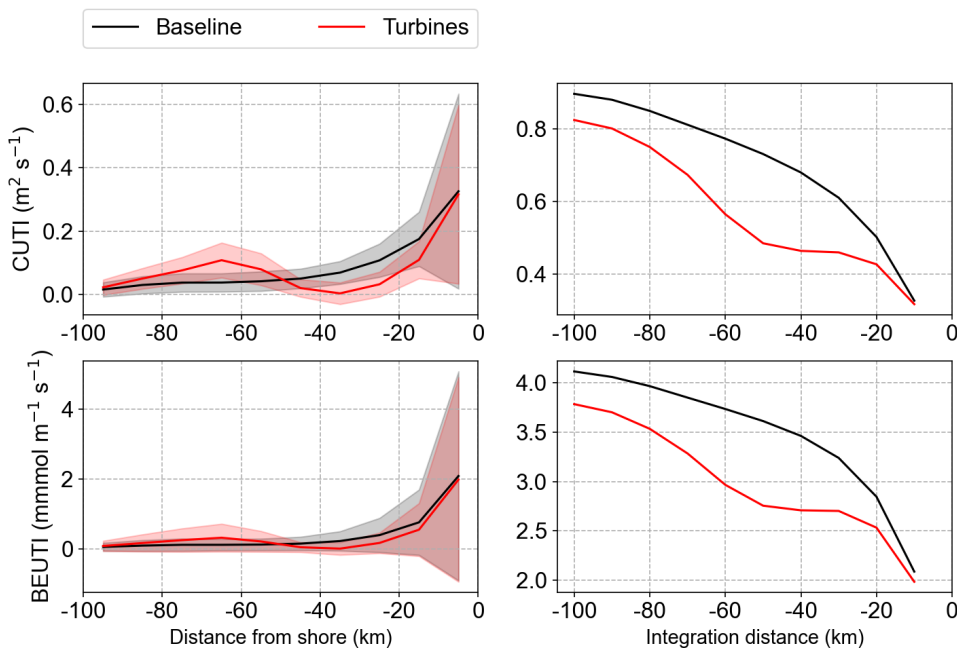 Baseline Turbines
CUTI (m² s⁻¹)
0.6
0.4
0.2
0.0
-100 -80 -60 -40 -20 0
0.8
0.4
-100 -80 -60 -40 -20 0
BEUTI (mmmol m⁻¹ s⁻¹)
4
2
0
-100 -80 -60 -40 -20 0
Distance from shore (km)
4.0
3.5
3.0
2.5
2.0
-100 -80 -60 -40 -20 0
Integration distance (km)